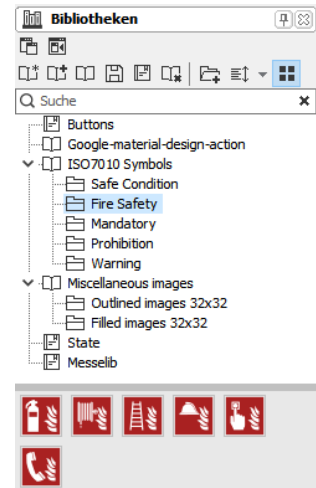 Bibliotheken
Suche
Buttons
Google-material-design-action
ISO7010 Symbols
Safe Condition
Fire Safety
Mandatory
Prohibition
Warning
Miscellaneous images
Outlined images 32x32
Filled images 32x32
State
Messelib